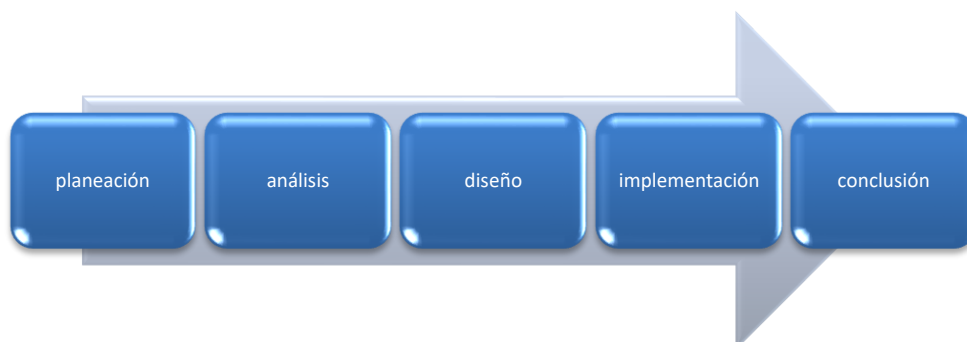 planeación
análisis
diseño
implementación
conclusión